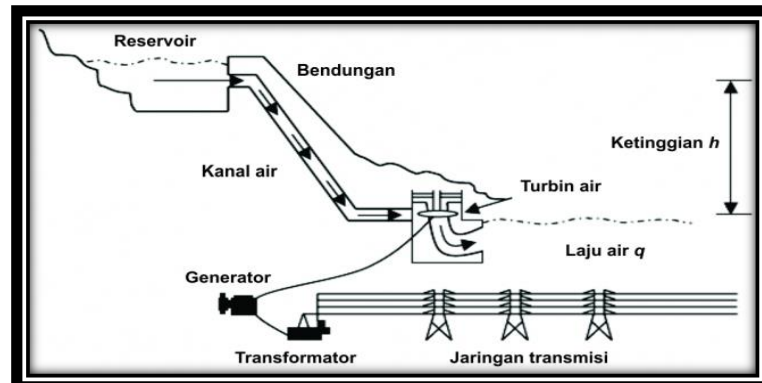 Reservoir
Bendungan
Ketinggian h
Kanal air
Turbin air
Laju air q
Generator
Transformator
Jaringan transmisi